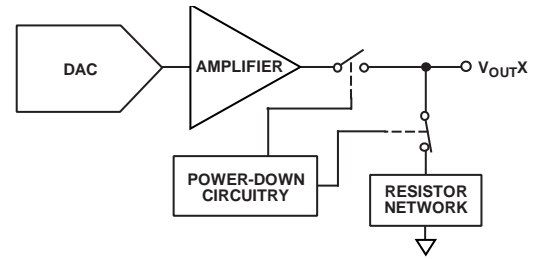 DAC
AMPLIFIER
VOUTX
POWER-DOWN
CIRCUITRY
RESISTOR
NETWORK